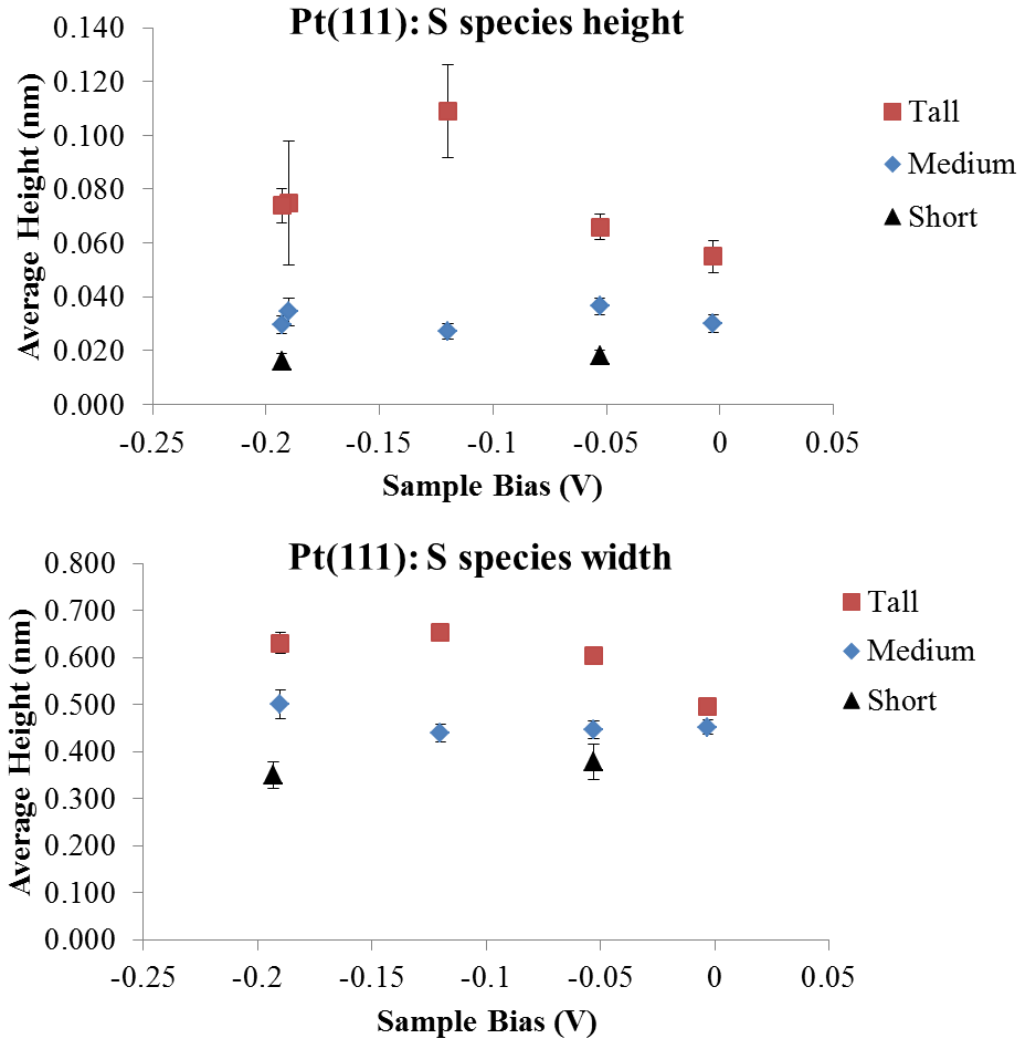 Pt(111): S species height
0.140
0.120
0.100
0.080
0.060
0.040
0.020
0.000
Average Height (nm)
-0.25 -0.2 -0.15 -0.1 -0.05 0 0.05
Sample Bias (V)
Tall
Medium
Short
Pt(111): S species width
0.800
0.700
0.600
0.500
0.400
0.300
0.200
0.100
0.000
Average Height (nm)
-0.25 -0.2 -0.15 -0.1 -0.05 0 0.05
Sample Bias (V)
Tall
Medium
Short